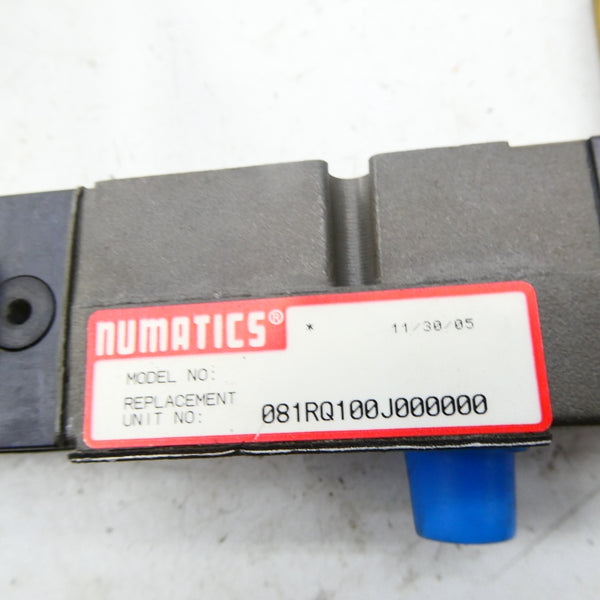 NUMATICS® * 11/30/05
MODEL NO:
REPLACEMENT
UNIT NO: 081RQ100J000000